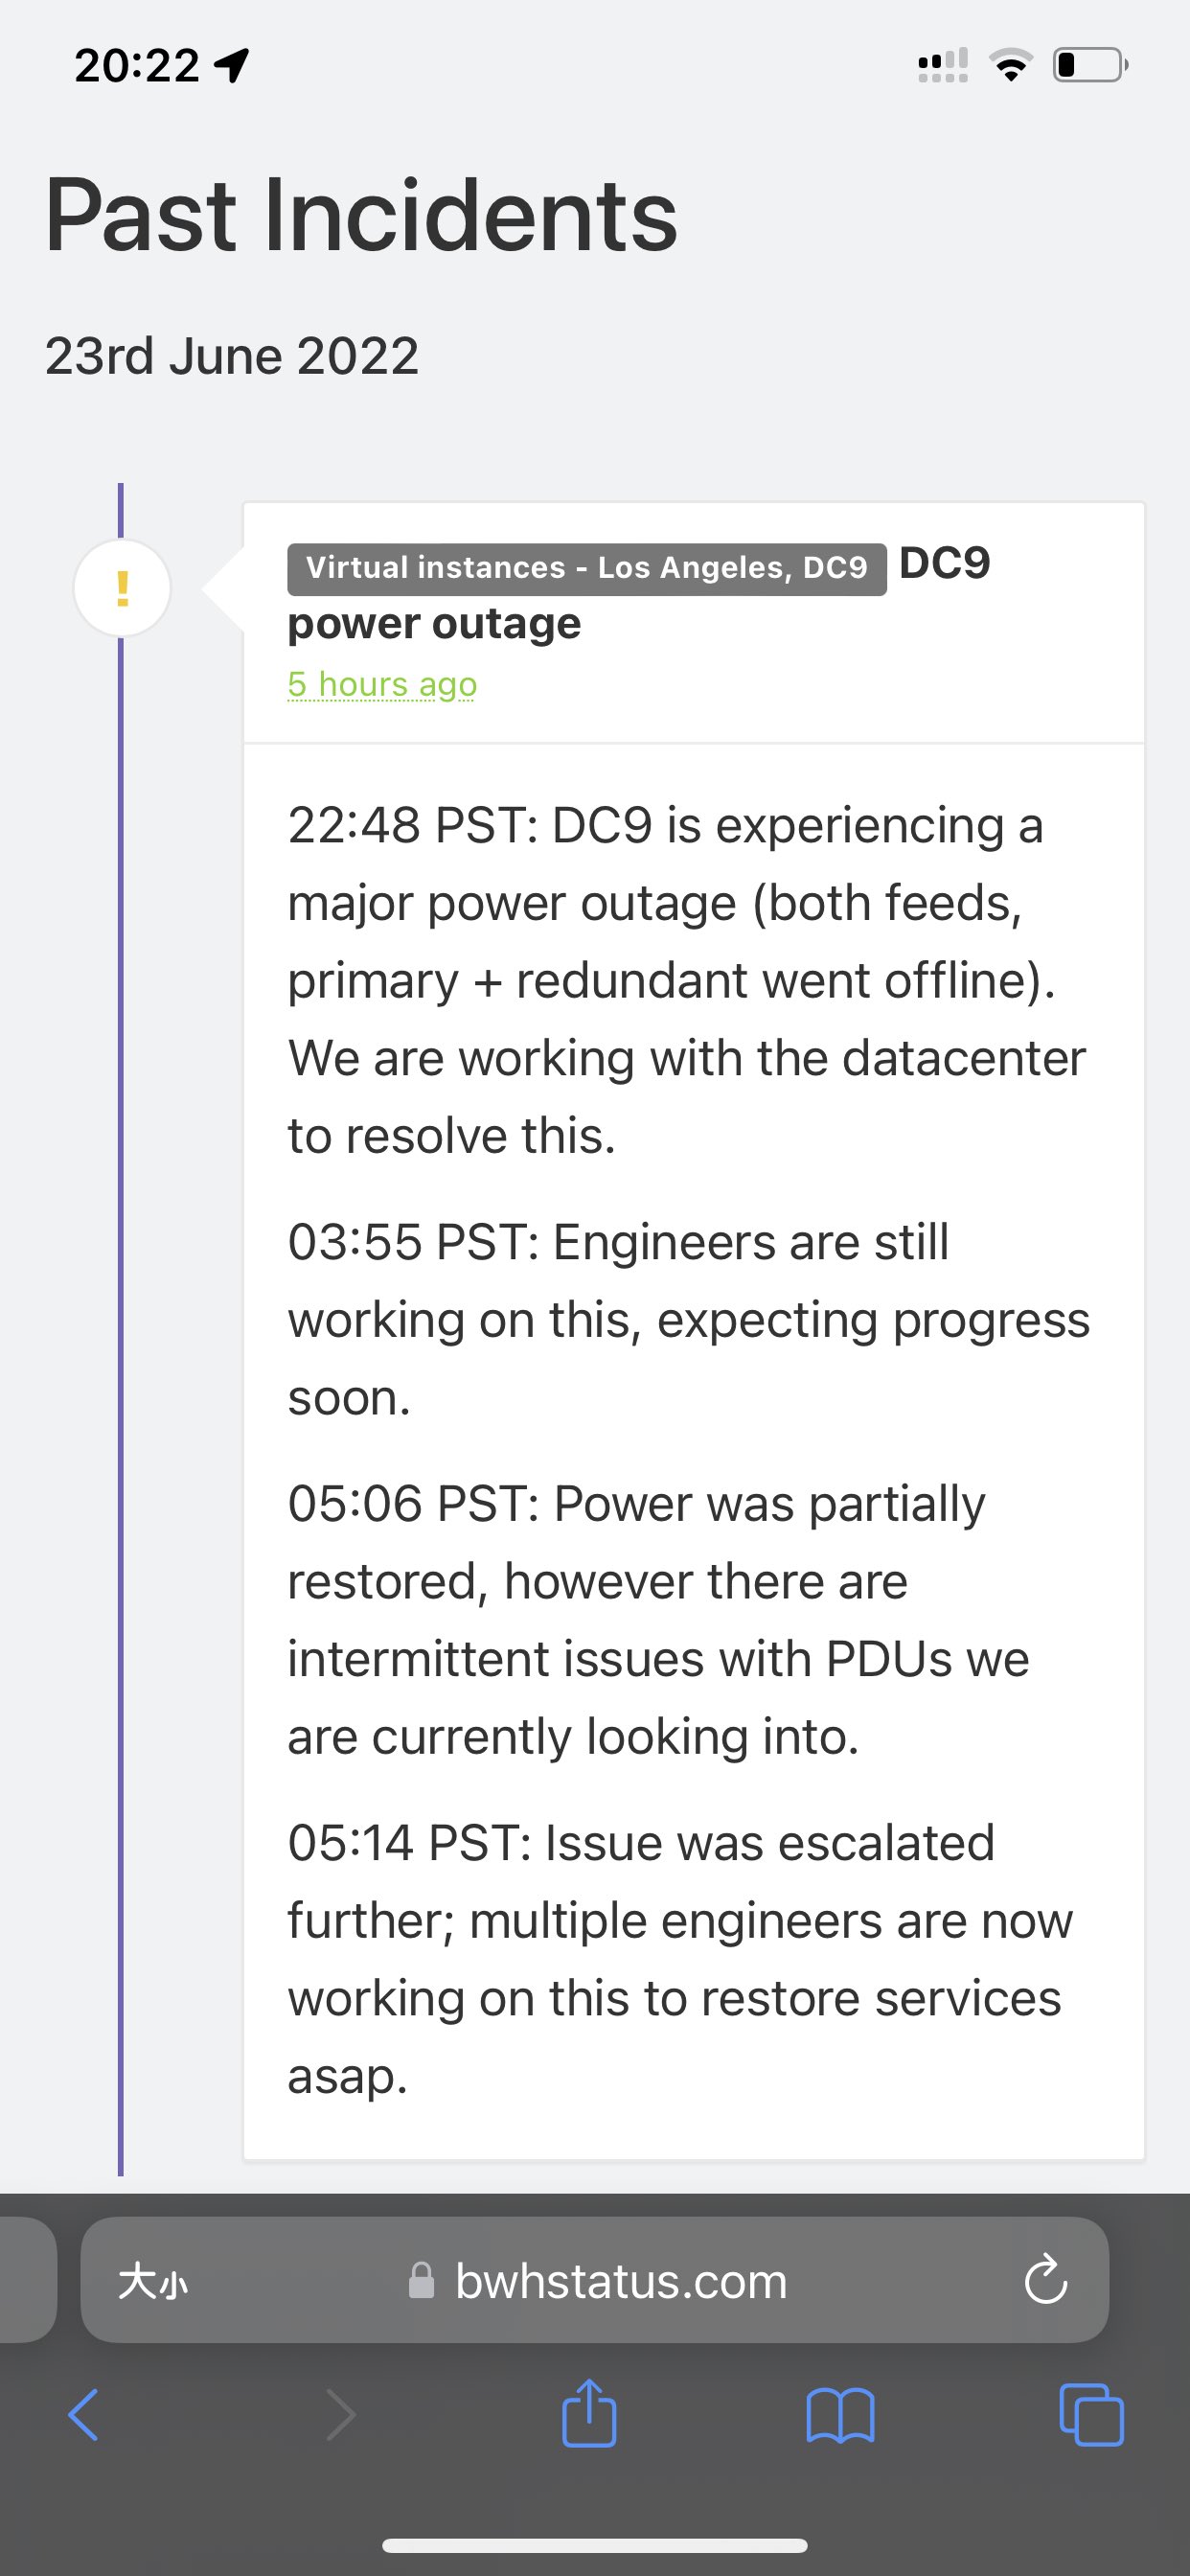 20:22
Past Incidents
23rd June 2022
!
Virtual instances - Los Angeles, DC9 DC9
power outage
5 hours ago
22:48 PST: DC9 is experiencing a
major power outage (both feeds,
primary + redundant went offline).
We are working with the datacenter
to resolve this.
03:55 PST: Engineers are still
working on this, expecting progress
soon.
05:06 PST: Power was partially
restored, however there are
intermittent issues with PDUs we
are currently looking into.
05:14 PST: Issue was escalated
further; multiple engineers are now
working on this to restore services
asap.
大小 bwhstatus.com